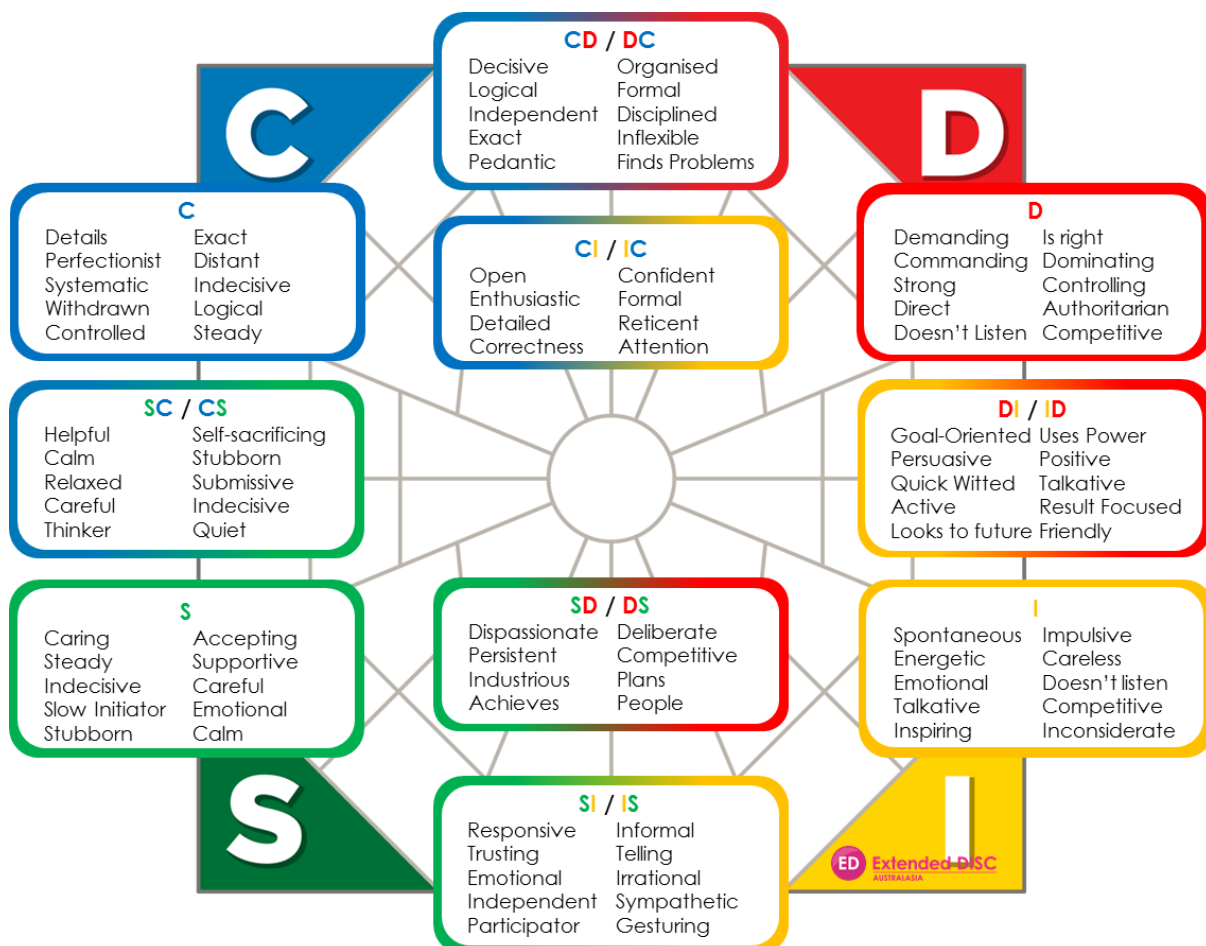 CD / DC
Decisive Organised
Logical Formal
Independent Disciplined
Exact Inflexible
Pedantic Finds Problems
C
D
C
Details Exact
Perfectionist Distant
Systematic Indecisive
Withdrawn Logical
Controlled Steady
CI / IC
Open Confident
Enthusiastic Formal
Detailed Reticent
Correctness Attention
D
Demanding Is right
Commanding Dominating
Strong Controlling
Direct Authoritarian
Doesn't Listen Competitive
SC / CS
Helpful Self-sacrificing
Calm Stubborn
Relaxed Submissive
Careful Indecisive
Thinker Quiet
DI / ID
Goal-Oriented Uses Power
Persuasive Positive
Quick Witted Talkative
Active Result Focused
Looks to future Friendly
S
Caring Accepting
Steady Supportive
Indecisive Careful
Slow Initiator Emotional
Stubborn Calm
SD / DS
Dispassionate Deliberate
Persistent Competitive
Industrious Plans
Achieves People
I
Spontaneous Impulsive
Energetic Careless
Emotional Doesn't listen
Talkative Competitive
Inspiring Inconsiderate
S
SI / IS
Responsive Informal
Trusting Telling
Emotional Irrational
Independent Sympathetic
Participator Gesturing
I
ED Extended DISC
AUSTRALASIA